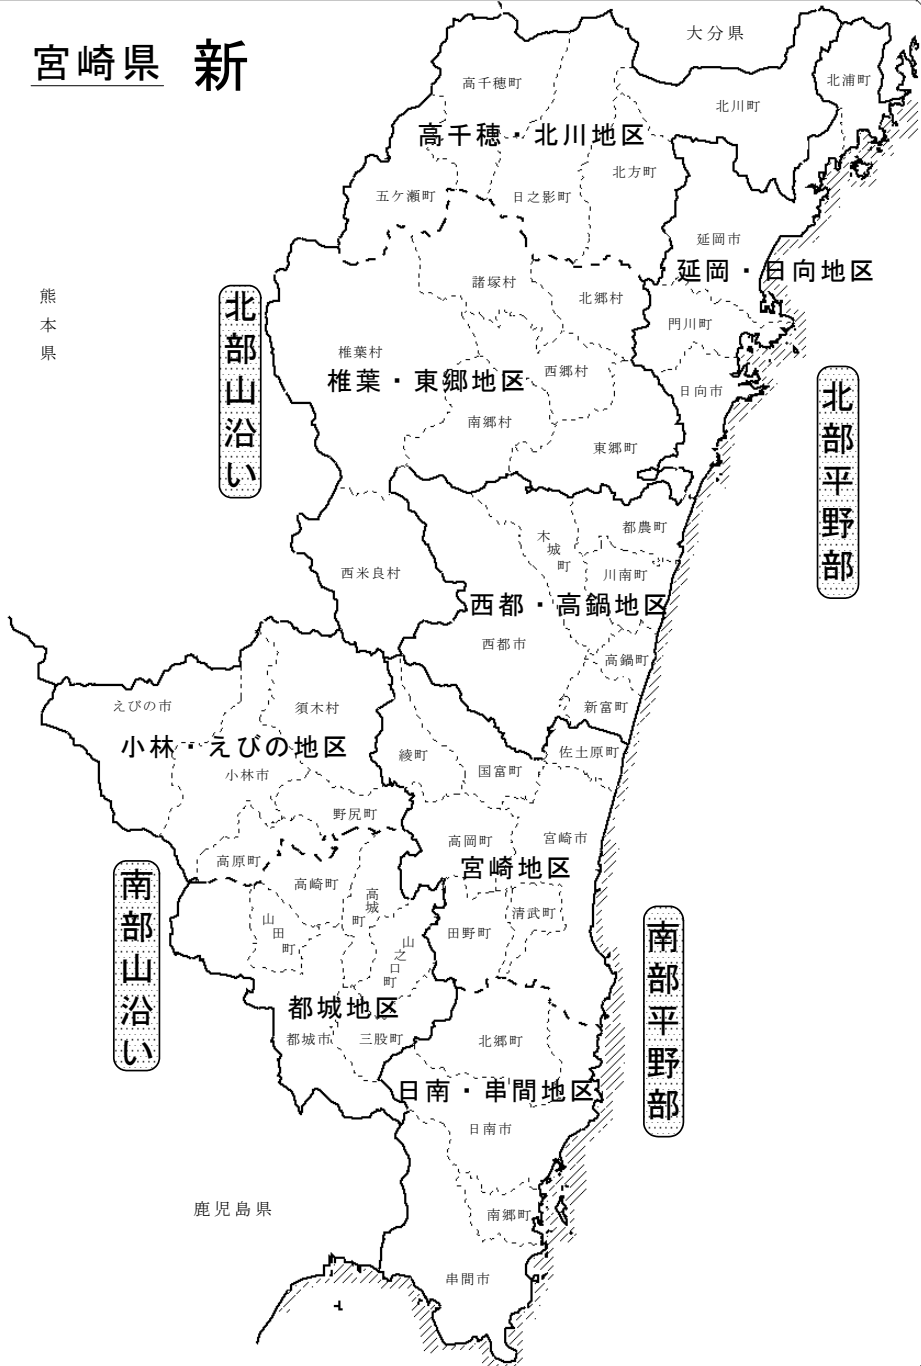 宮崎県 新
大分県
高千穂町
北川町
北浦町
高千穂・北川地区
五ケ瀬町
日之影町
北方町
延岡市
延岡・日向地区
熊本県
北部山沿い
諸塚村
北郷村
門川町
椎葉村
椎葉・東郷地区
西郷村
日向市
南郷村
東郷町
北部平野部
木城町
都農町
西米良村
川南町
西都・高鍋地区
西都市
高鍋町
新富町
えびの市
須木村
小林・えびの地区
小林市
野尻町
高原町
綾町
国富町
佐土原町
高岡町
宮崎市
宮崎地区
清武町
田野町
南部山沿い
高崎町
高城町
山田町
山之口町
都城地区
都城市
三股町
南部平野部
北郷町
日南・串間地区
日南市
南郷町
串間市
鹿児島県